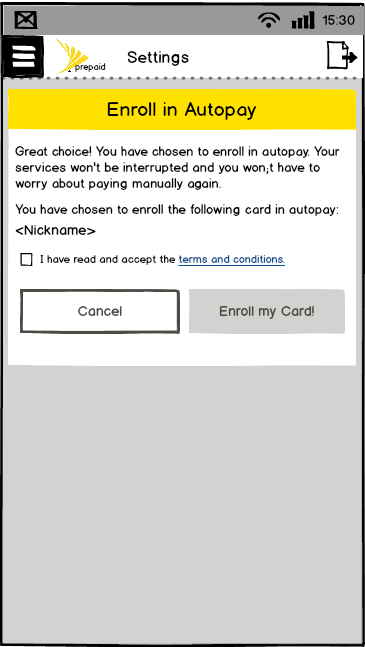 15:30
prepaid
Settings
Enroll in Autopay
Great choice! You have chosen to enroll in autopay. Your
services won't be interrupted and you won;t have to
worry about paying manually again.
You have chosen to enroll the following card in autopay:
<Nickname>
I have read and accept the terms and conditions.
Cancel
Enroll my Card!